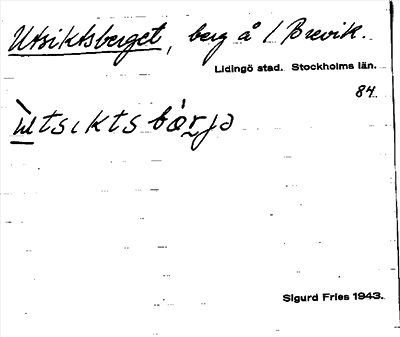 Utsiktsberget, berg å / Brevik.
Lidingö stad. Stockholms län.
84.
Sigurd Fries 1943.